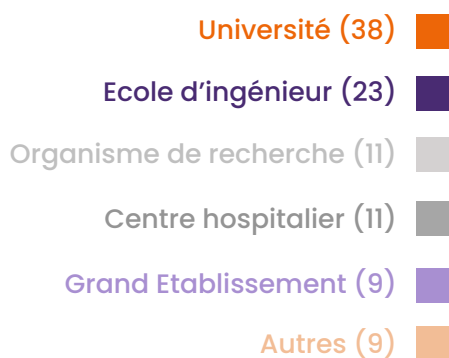 Université (38)
Ecole d’ingénieur (23)
Organisme de recherche (11)
Centre hospitalier (11)
Grand Etablissement (9)
Autres (9)